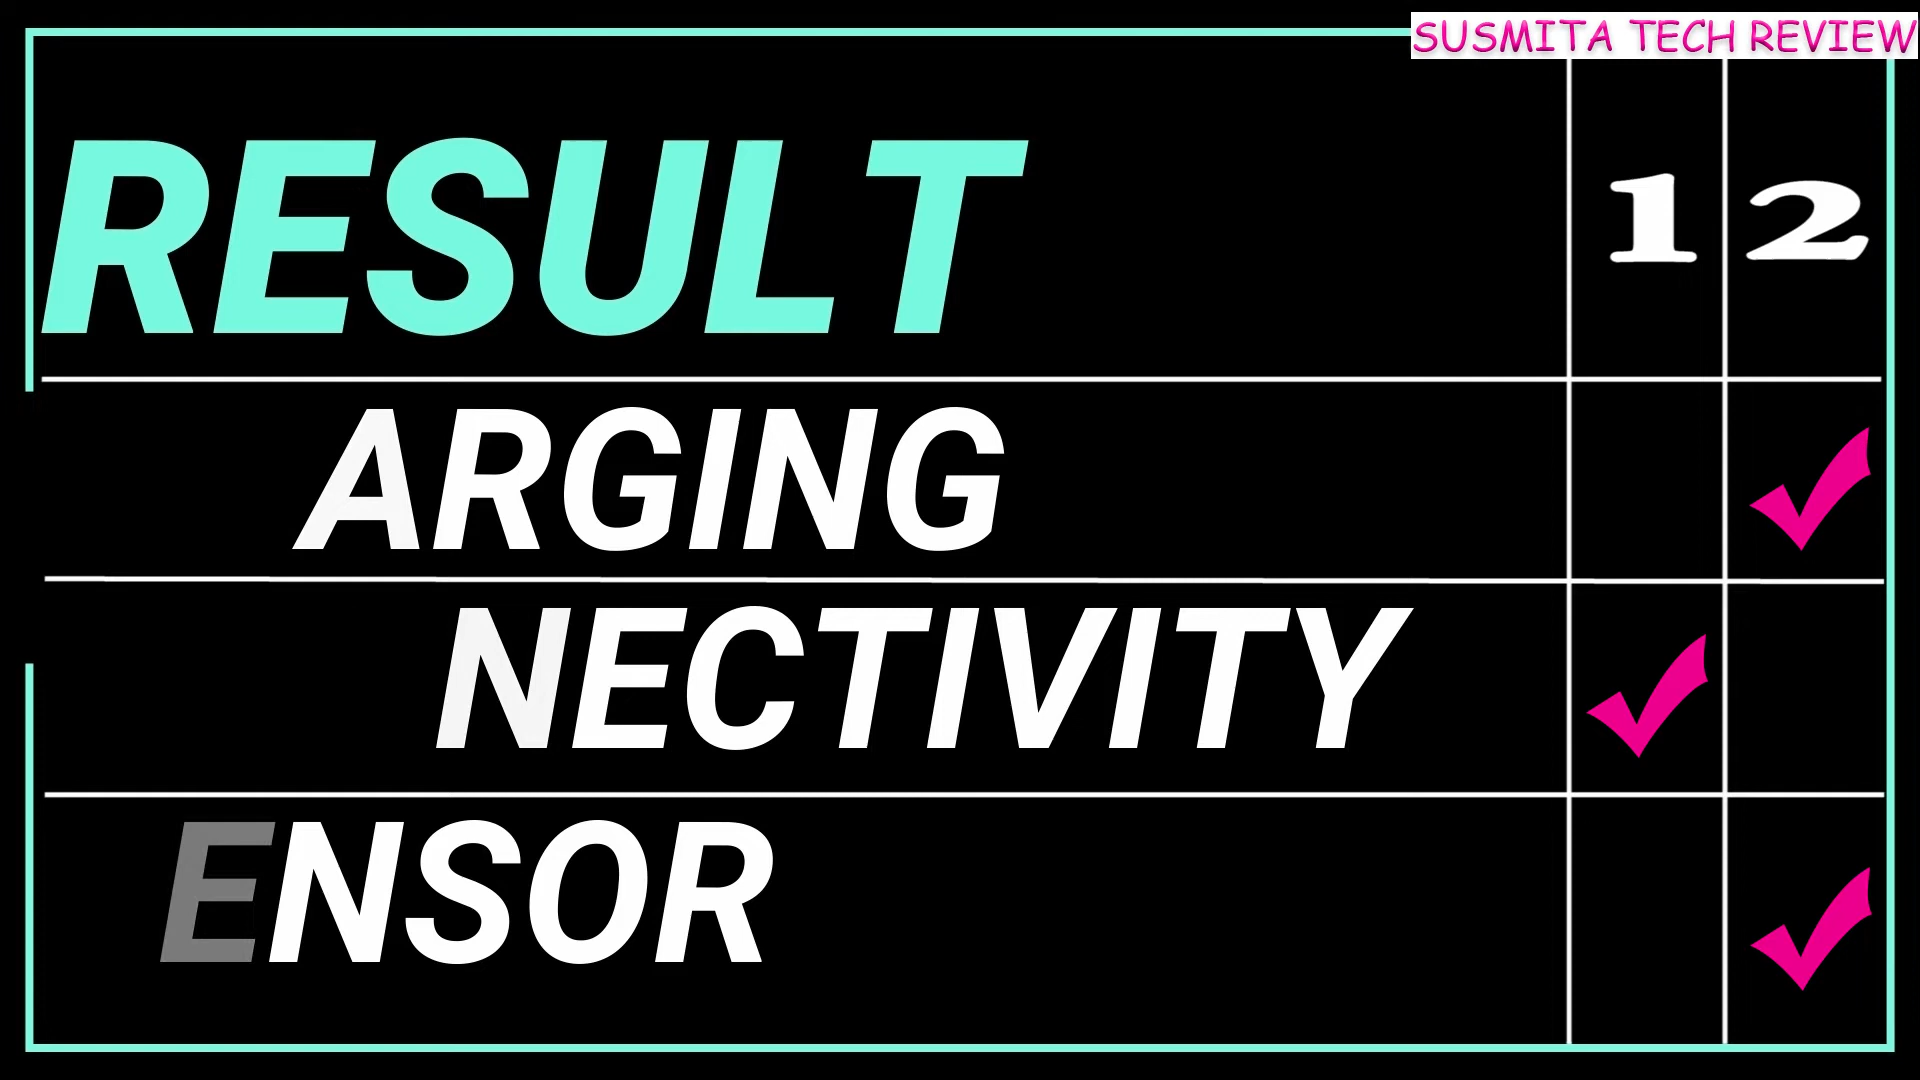 SUSMITA TECH REVIEW
RESULT 1 2
ARGING
NECTIVITY
ENSOR